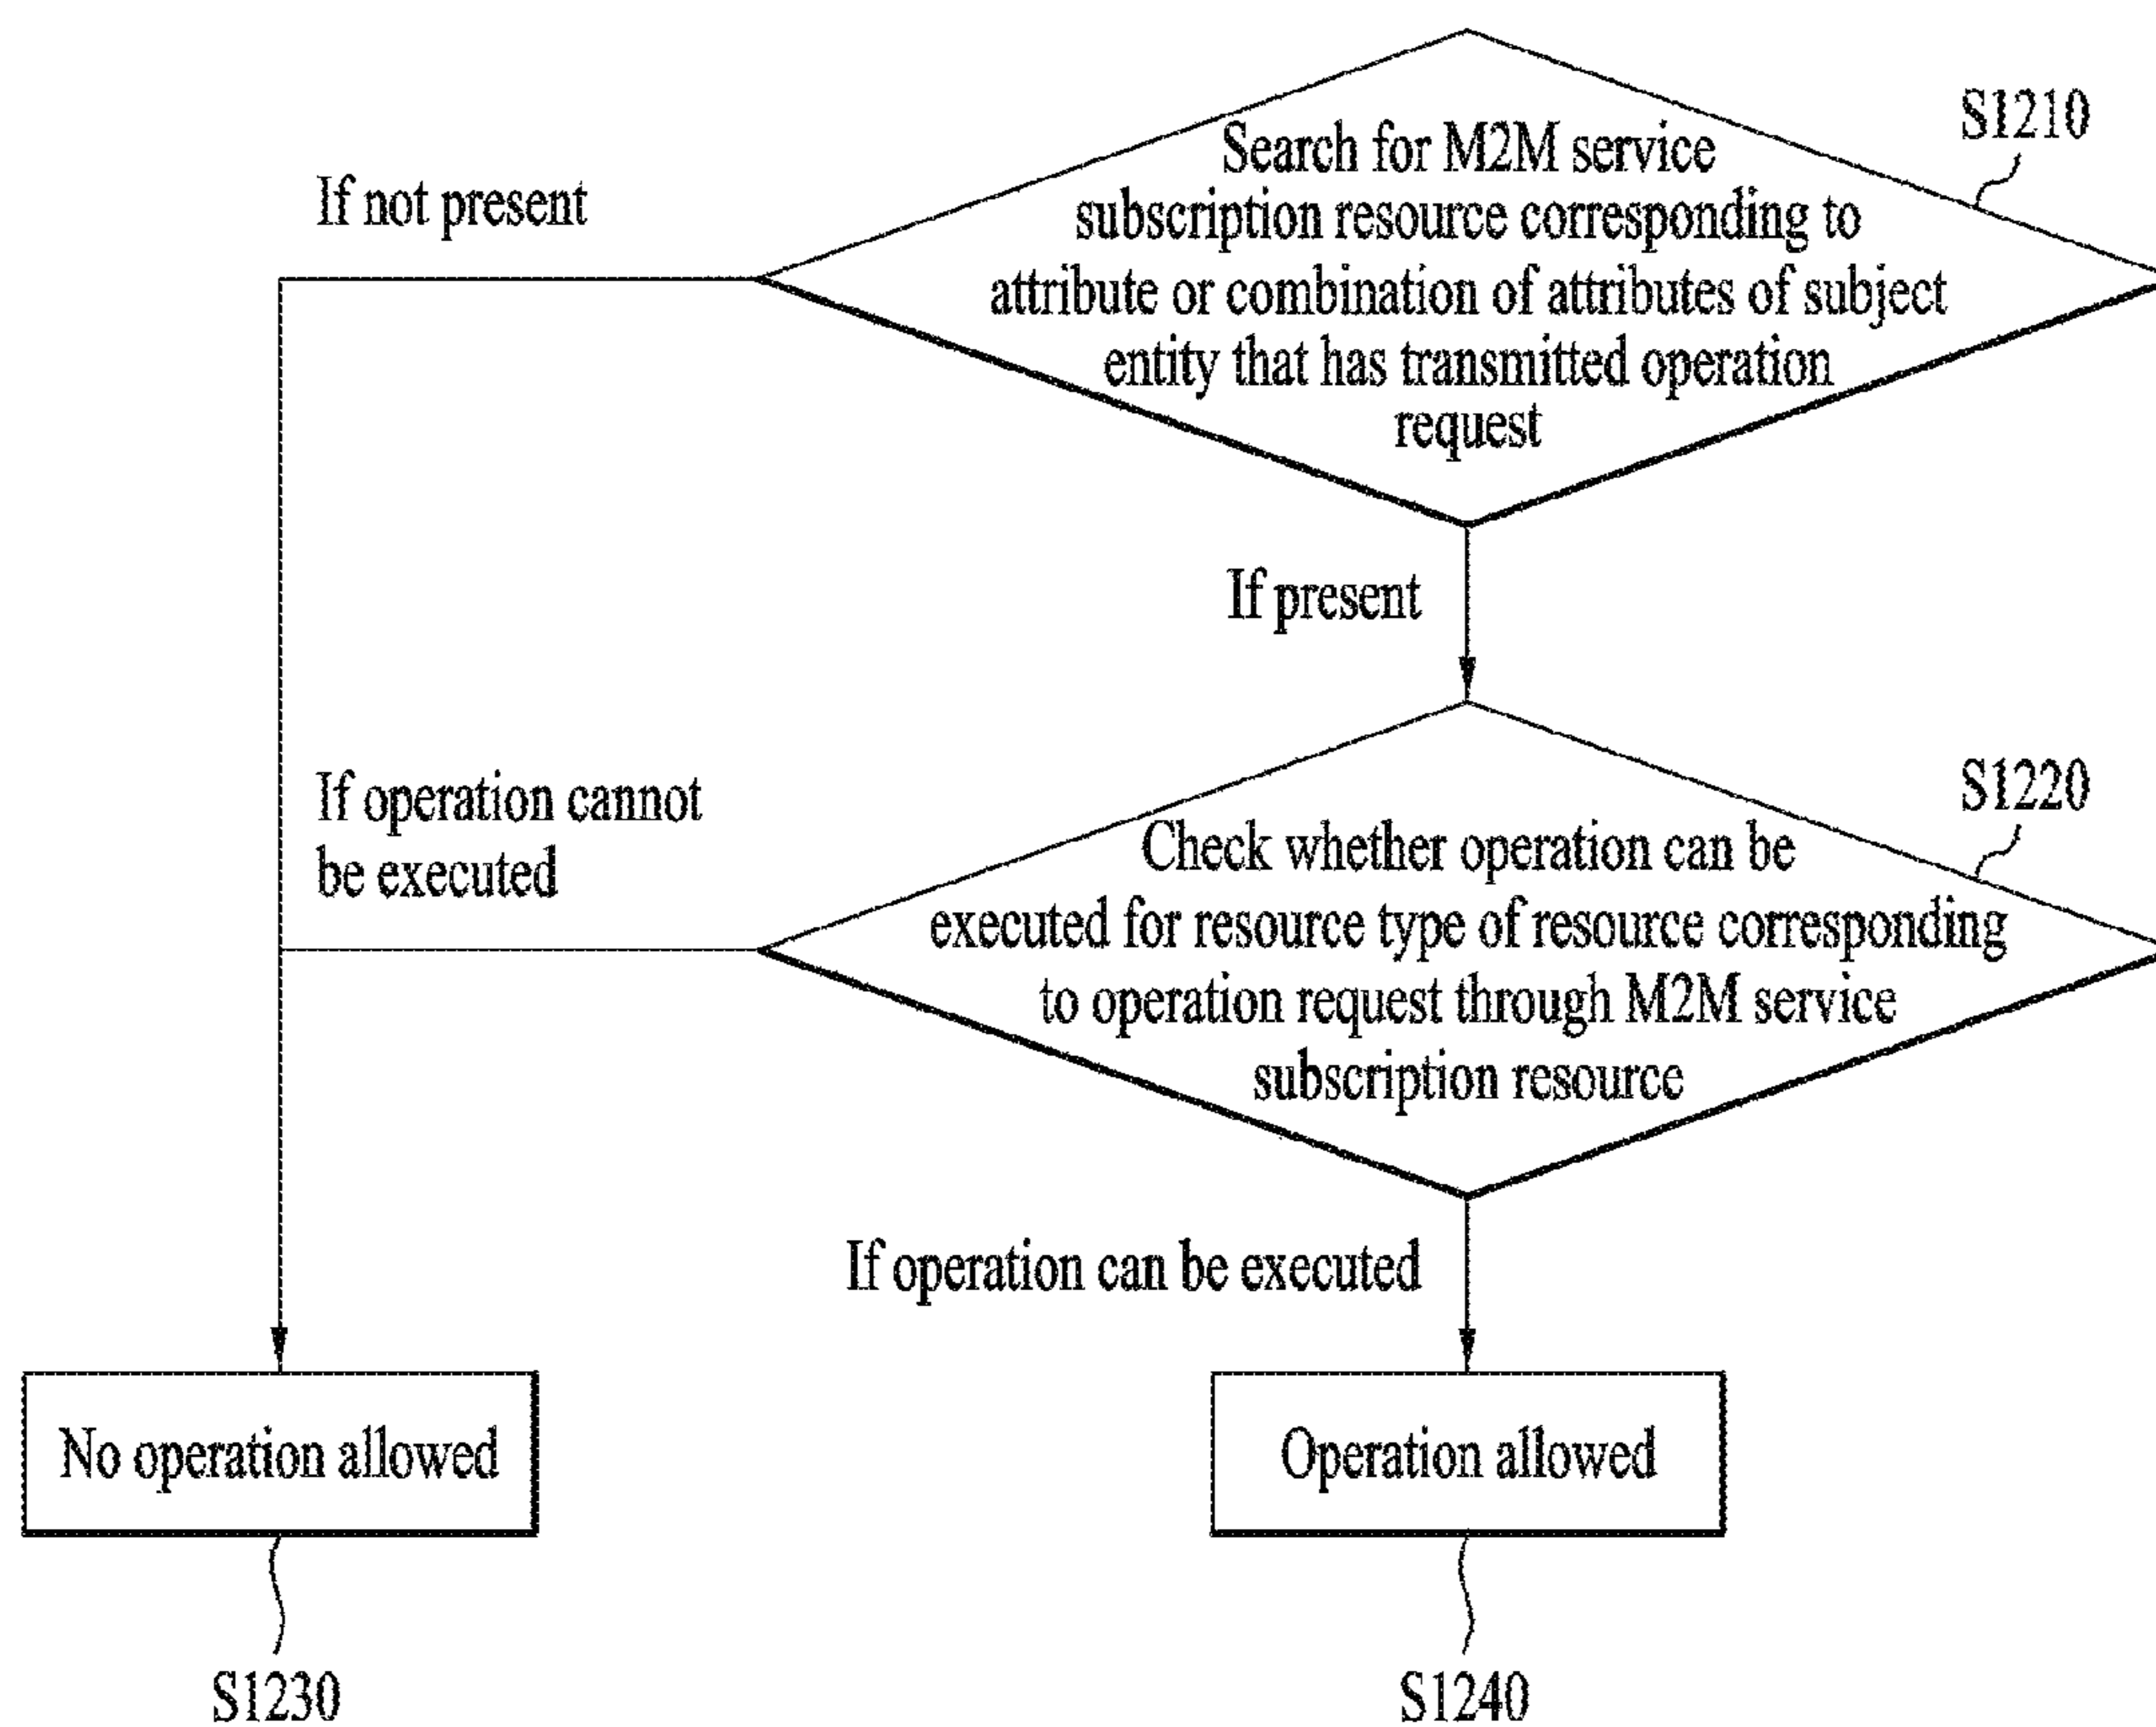 S1210
Search for M2M service
subscription resource corresponding to
attribute or combination of attributes of subject
entity that has transmitted operation
request
If not present
If present
S1220
Check whether operation can be
executed for resource type of resource corresponding
to operation request through M2M service
subscription resource
If operation cannot
be executed
If operation can be executed
No operation allowed
Operation allowed
S1230
S1240